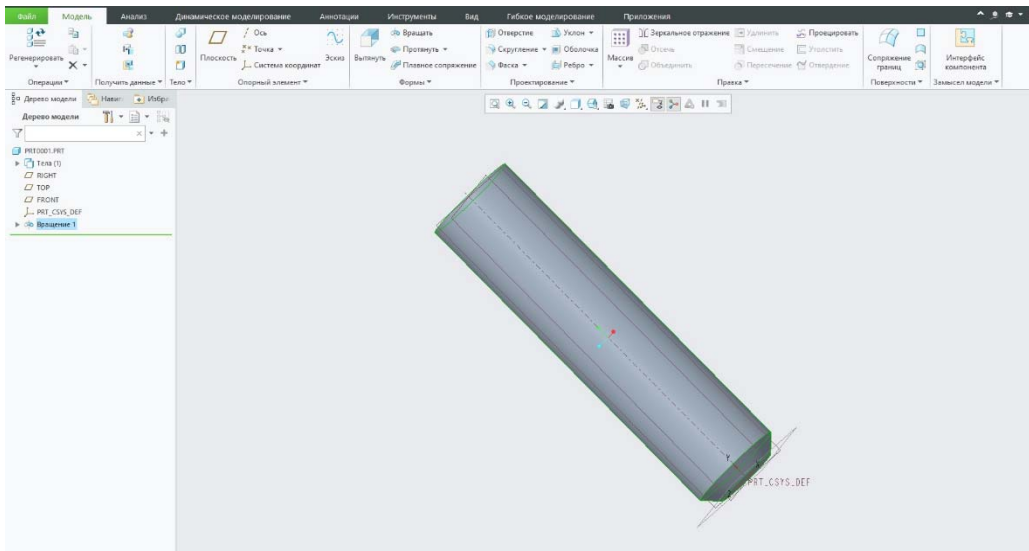 Файл Модель Анализ Динамическое моделирование Аннотации Инструменты Вид Гибкое моделирование Приложения
Регенерировать
Операции
Получить данные
Тело
Плоскость
Ось
Точка
Система координат
Эскиз
Опорный элемент
Вытянуть
Вращать
Протянуть
Плавное сопряжение
Формы
Отверстие Уклон
Скругление Оболочка
Фаска Ребро
Проектирование
Массив
Зеркальное отражение Удлинить Проецировать
Отсечь Смещение Утолстить
Объединить Пересечение Отвердение
Правка
Сопряжение
границ
Поверхности
Интерфейс
компонента
Замысел модели
Дерево модели Избр
Дерево модели
PRT0001.PRT
Тела (1)
RIGHT
TOP
FRONT
PRT_CSYS_DEF
Вращение 1
Y
PRT_CSYS_DEF